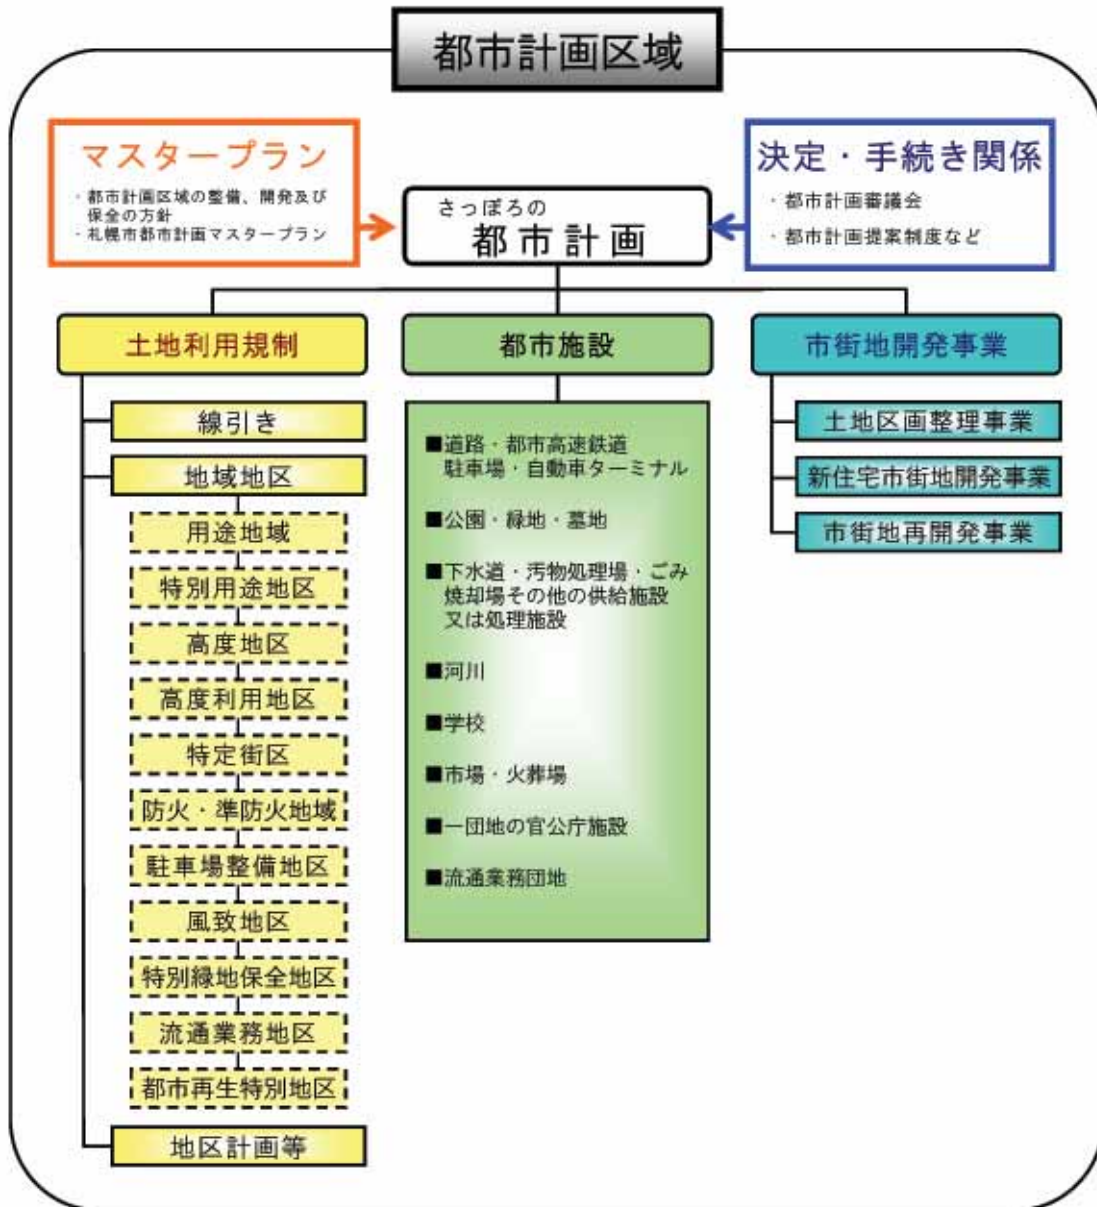 都市計画区域
マスタープラン
・都市計画区域の整備、開発及び
保全の方針
・札幌市都市計画マスタープラン
決定・手続き関係
・都市計画審議会
・都市計画提案制度など
さっぽろの
都市計画
土地利用規制
線引き
地域地区
用途地域
特別用途地区
高度地区
高度利用地区
特定街区
防火・準防火地域
駐車場整備地区
風致地区
特別緑地保全地区
流通業務地区
都市再生特別地区
地区計画等
都市施設
■道路・都市高速鉄道
駐車場・自動車ターミナル
■公園・緑地・墓地
■下水道・汚物処理場・ごみ
焼却場その他の供給施設
又は処理施設
■河川
■学校
■市場・火葬場
■一団地の官公庁施設
■流通業務団地
市街地開発事業
土地区画整理事業
新住宅市街地開発事業
市街地再開発事業